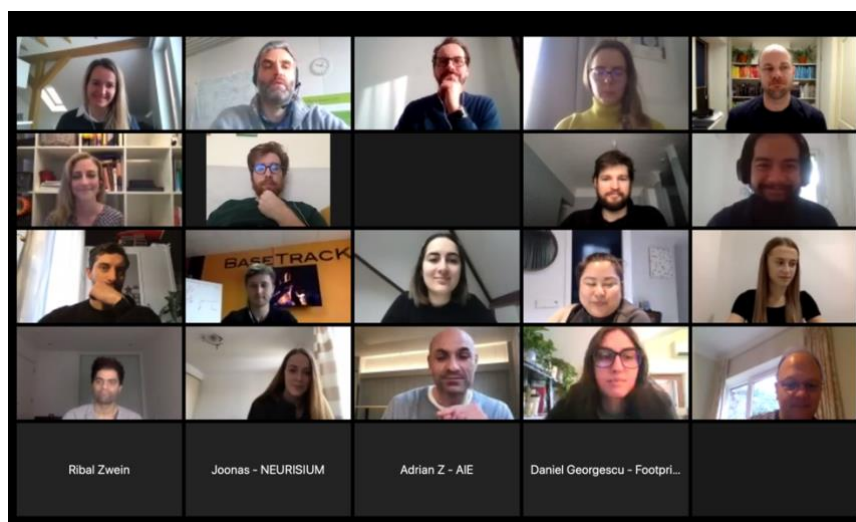 BASETRACK
Ribal Zwein
Joonas - NEURISIUM
Adrian Z - AIE
Daniel Georgescu - Footpri...